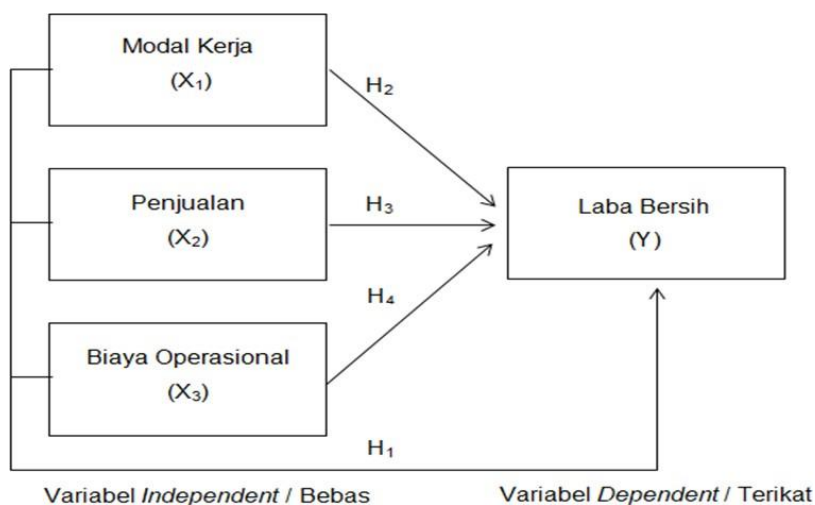 Modal Kerja
(X₁)
H₂
Penjualan
(X₂)
H₃
Laba Bersih
(Y)
H₄
Biaya Operasional
(X₃)
H₁
Variabel Independent / Bebas
Variabel Dependent / Terikat